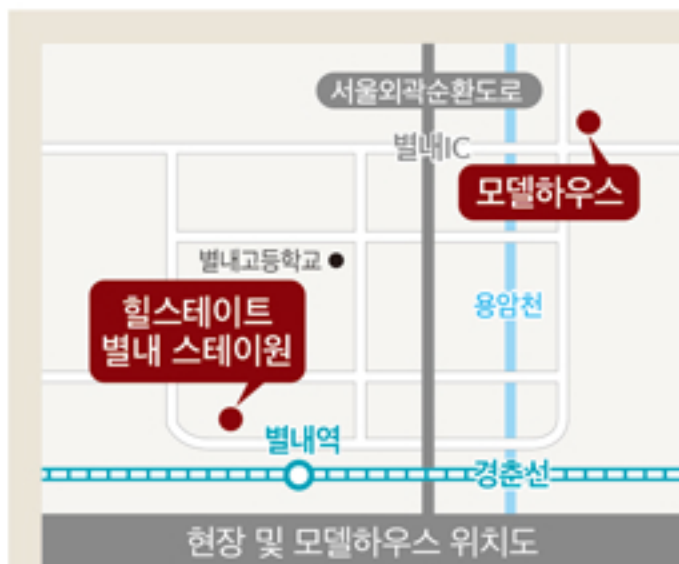 서울외곽순환도로
별내IC
모델하우스
별내고등학교
용암천
힐스테이트
별내 스테이원
별내역
경춘선
현장 및 모델하우스 위치도